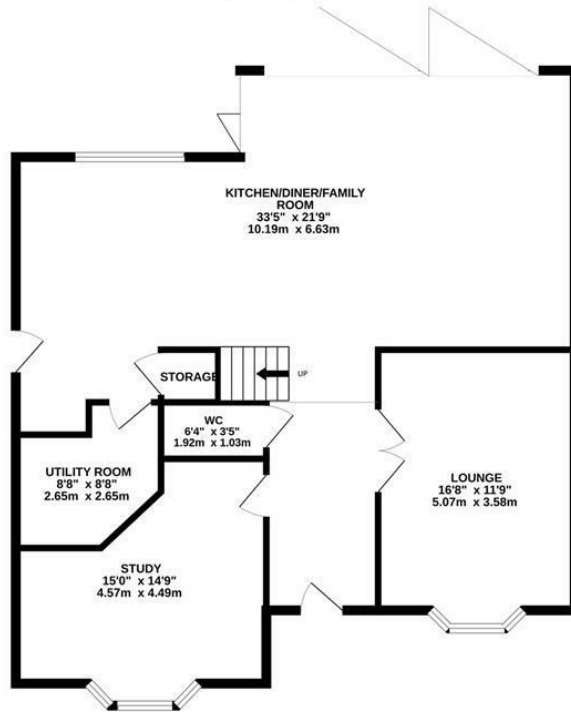 KITCHEN/DINER/FAMILY
ROOM
33'5" x 21'9"
10.19m x 6.63m
STORAGE
UP
WC
6'4" x 3'5"
1.92m x 1.03m
UTILITY ROOM
8'8" x 8'8"
2.65m x 2.65m
LOUNGE
16'8" x 11'9"
5.07m x 3.58m
STUDY
15'0" x 14'9"
4.57m x 4.49m